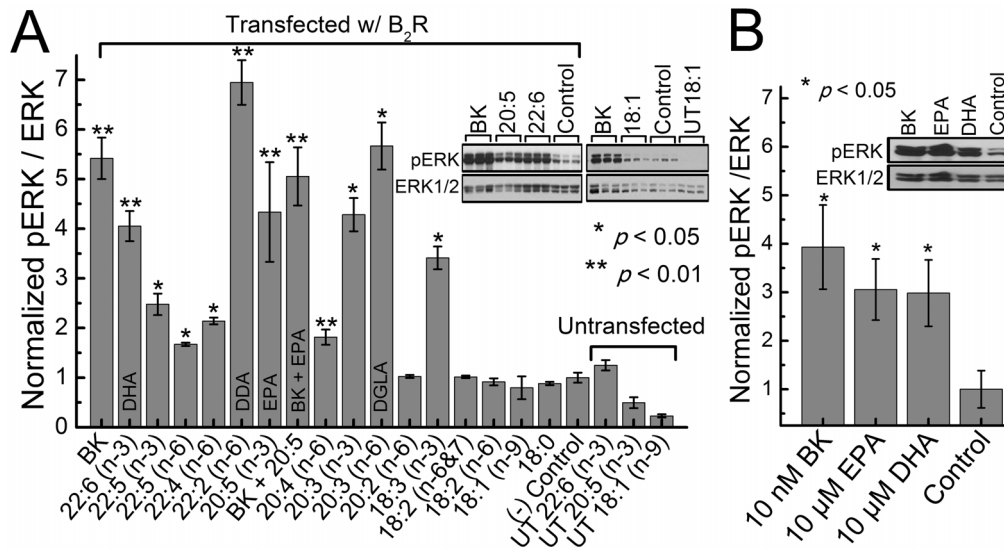 A
Transfected w/ B₂R
Normalized pERK / ERK
7
6
5
4
3
2
1
0
**
**
*
*
*
**
**
**
**
*
*
*
DHA
DDA
EPA
BK + EPA
DGLA
BK
20:5
22:6
Control
BK
18:1
Control
UT18:1
pERK
ERK1/2
* p < 0.05
** p < 0.01
Untransfected
BK
22:6 (n-3)
22:5 (n-3)
22:5 (n-6)
22:4 (n-6)
22:2 (n-6)
20:5 (n-3)
BK + 20:5
20:4 (n-6)
20:3 (n-3)
20:3 (n-6)
20:2 (n-6)
18:3 (n-3)
18:2 (n-6&7)
18:2 (n-6)
18:1 (n-9)
18:0
(-) Control
UT 22:6 (n-3)
UT 20:5 (n-3)
UT 18:1 (n-9)
B
* p < 0.05
Normalized pERK /ERK
7
6
5
4
3
2
1
0
BK
EPA
DHA
Control
pERK
ERK1/2
*
*
*
10 nM BK
10 µM EPA
10 µM DHA
Control